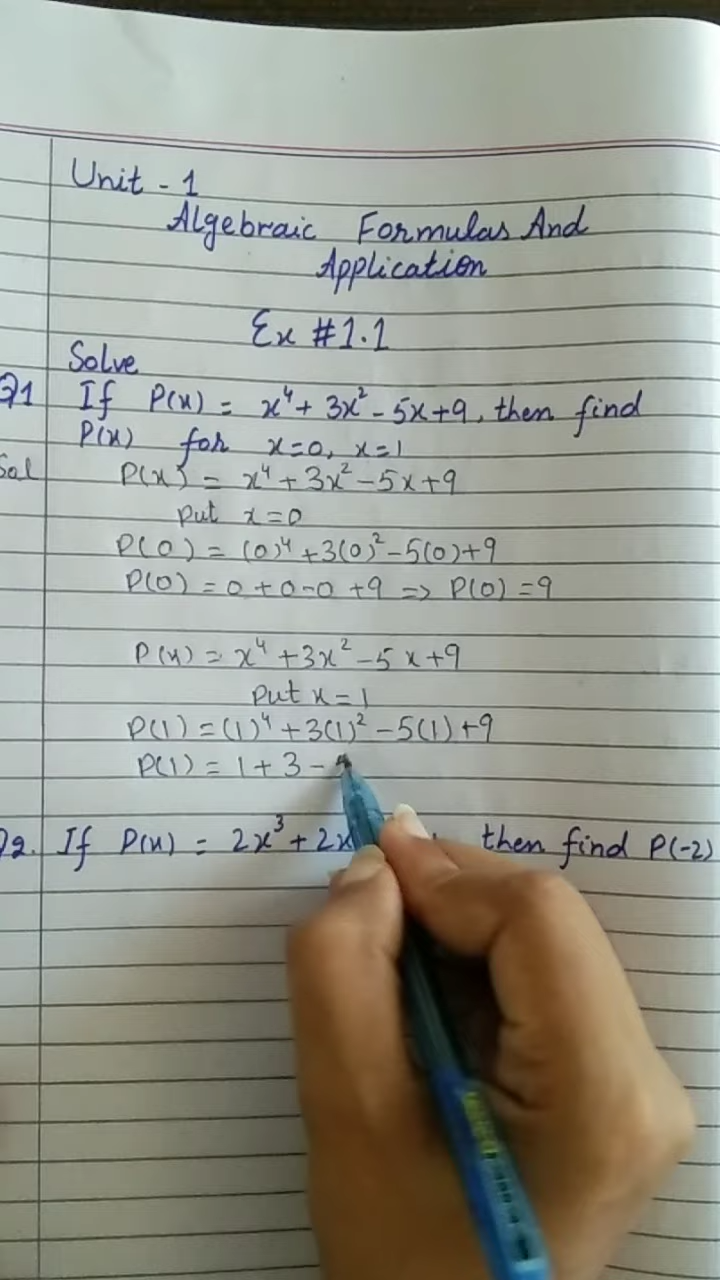 Unit - 1
Algebraic Formulas And
Application
Ex #1.1
Solve
Q1 If P(x) = x⁴ + 3x² - 5x + 9, then find
P(x) for x=0, x=1
Sol P(x) = x⁴ + 3x² - 5x + 9
Put x=0
P(0) = (0)⁴ + 3(0)² - 5(0) + 9
P(0) = 0 + 0 - 0 + 9 => P(0) = 9
P(x) = x⁴ + 3x² - 5x + 9
Put x=1
P(1) = (1)⁴ + 3(1)² - 5(1) + 9
P(1) = 1 + 3 -
Q2. If P(x) = 2x³ + 2x then find P(-2)